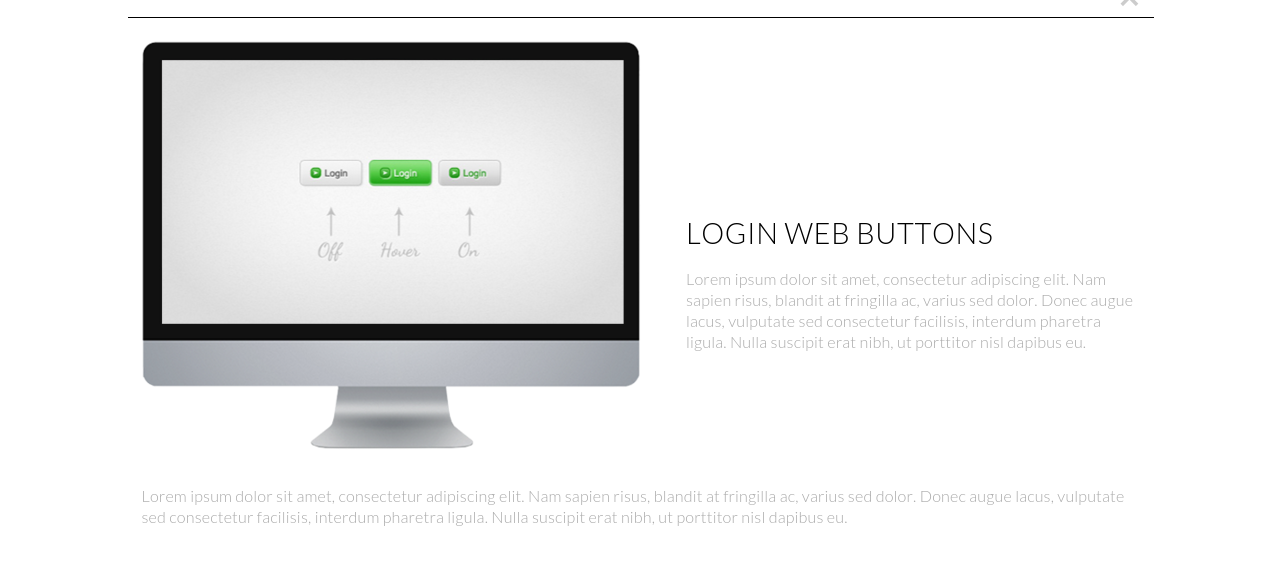 Login Login Login
Off Hover On
LOGIN WEB BUTTONS
Lorem ipsum dolor sit amet, consectetur adipiscing elit. Nam
sapien risus, blandit at fringilla ac, varius sed dolor. Donec augue
lacus, vulputate sed consectetur facilisis, interdum pharetra
ligula. Nulla suscipit erat nibh, ut porttitor nisl dapibus eu.
Lorem ipsum dolor sit amet, consectetur adipiscing elit. Nam sapien risus, blandit at fringilla ac, varius sed dolor. Donec augue lacus, vulputate
sed consectetur facilisis, interdum pharetra ligula. Nulla suscipit erat nibh, ut porttitor nisl dapibus eu.